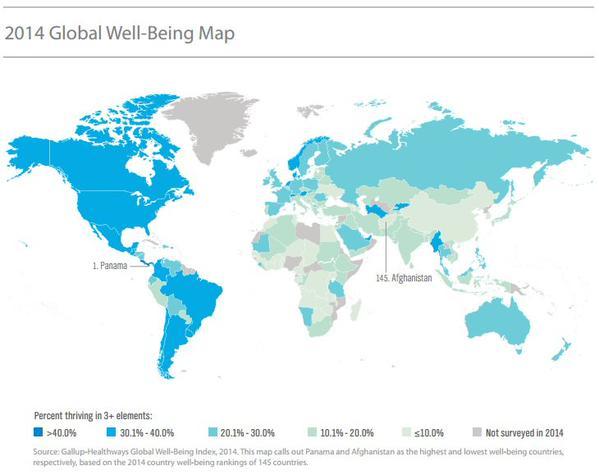 2014 Global Well-Being Map
1. Panama
145. Afghanistan
Percent thriving in 3+ elements:
>40.0% 30.1% - 40.0% 20.1% - 30.0% 10.1% - 20.0% ≤10.0% Not surveyed in 2014
Source: Gallup-Healthways Global Well-Being Index, 2014. This map calls out Panama and Afghanistan as the highest and lowest well-being countries,
respectively, based on the 2014 country well-being rankings of 145 countries.